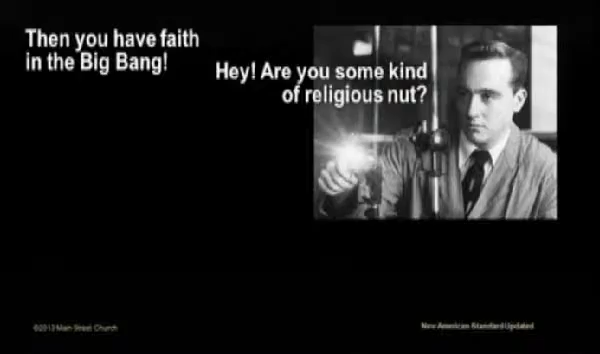 Then you have faith
in the Big Bang!
Hey! Are you some kind
of religious nut?
©2013 Main Street Church
New American Standard Updated